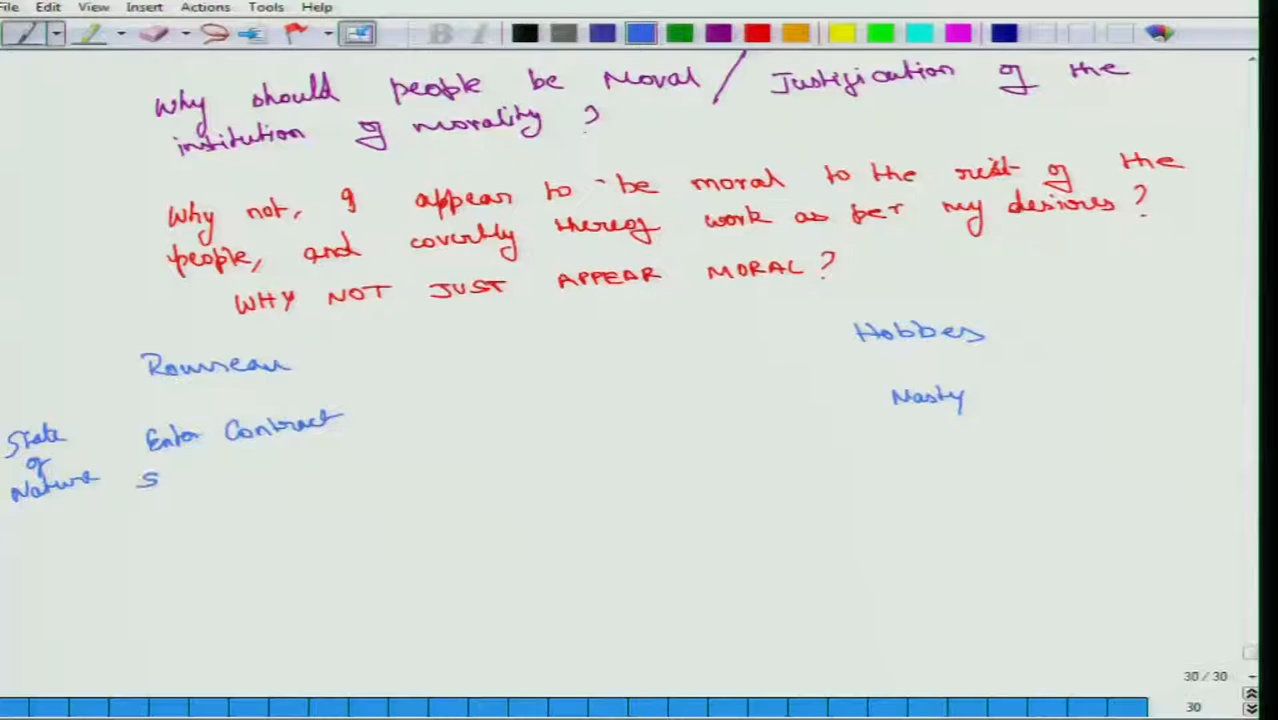 File Edit View Insert Actions Tools Help
B I
Why should people be Moral / Justification of the
institution of morality ?
Why not, I appear to be moral to the rest of the
people, and covertly thereof work as per my desires ?
WHY NOT JUST APPEAR MORAL ?
Hobbes
Rousseau
Nasty
State Enter Contract
of
Nature S
30 / 30
30